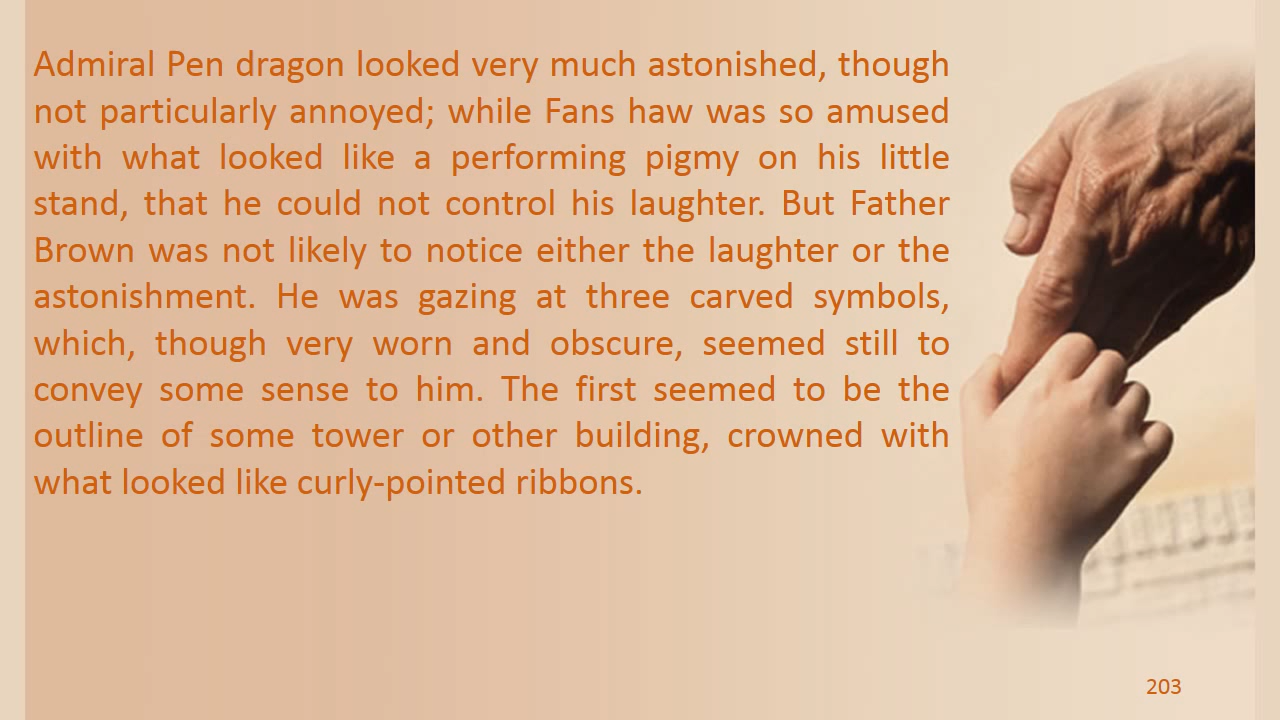 Admiral Pen dragon looked very much astonished, though
not particularly annoyed; while Fans haw was so amused
with what looked like a performing pigmy on his little
stand, that he could not control his laughter. But Father
Brown was not likely to notice either the laughter or the
astonishment. He was gazing at three carved symbols,
which, though very worn and obscure, seemed still to
convey some sense to him. The first seemed to be the
outline of some tower or other building, crowned with
what looked like curly-pointed ribbons.
203